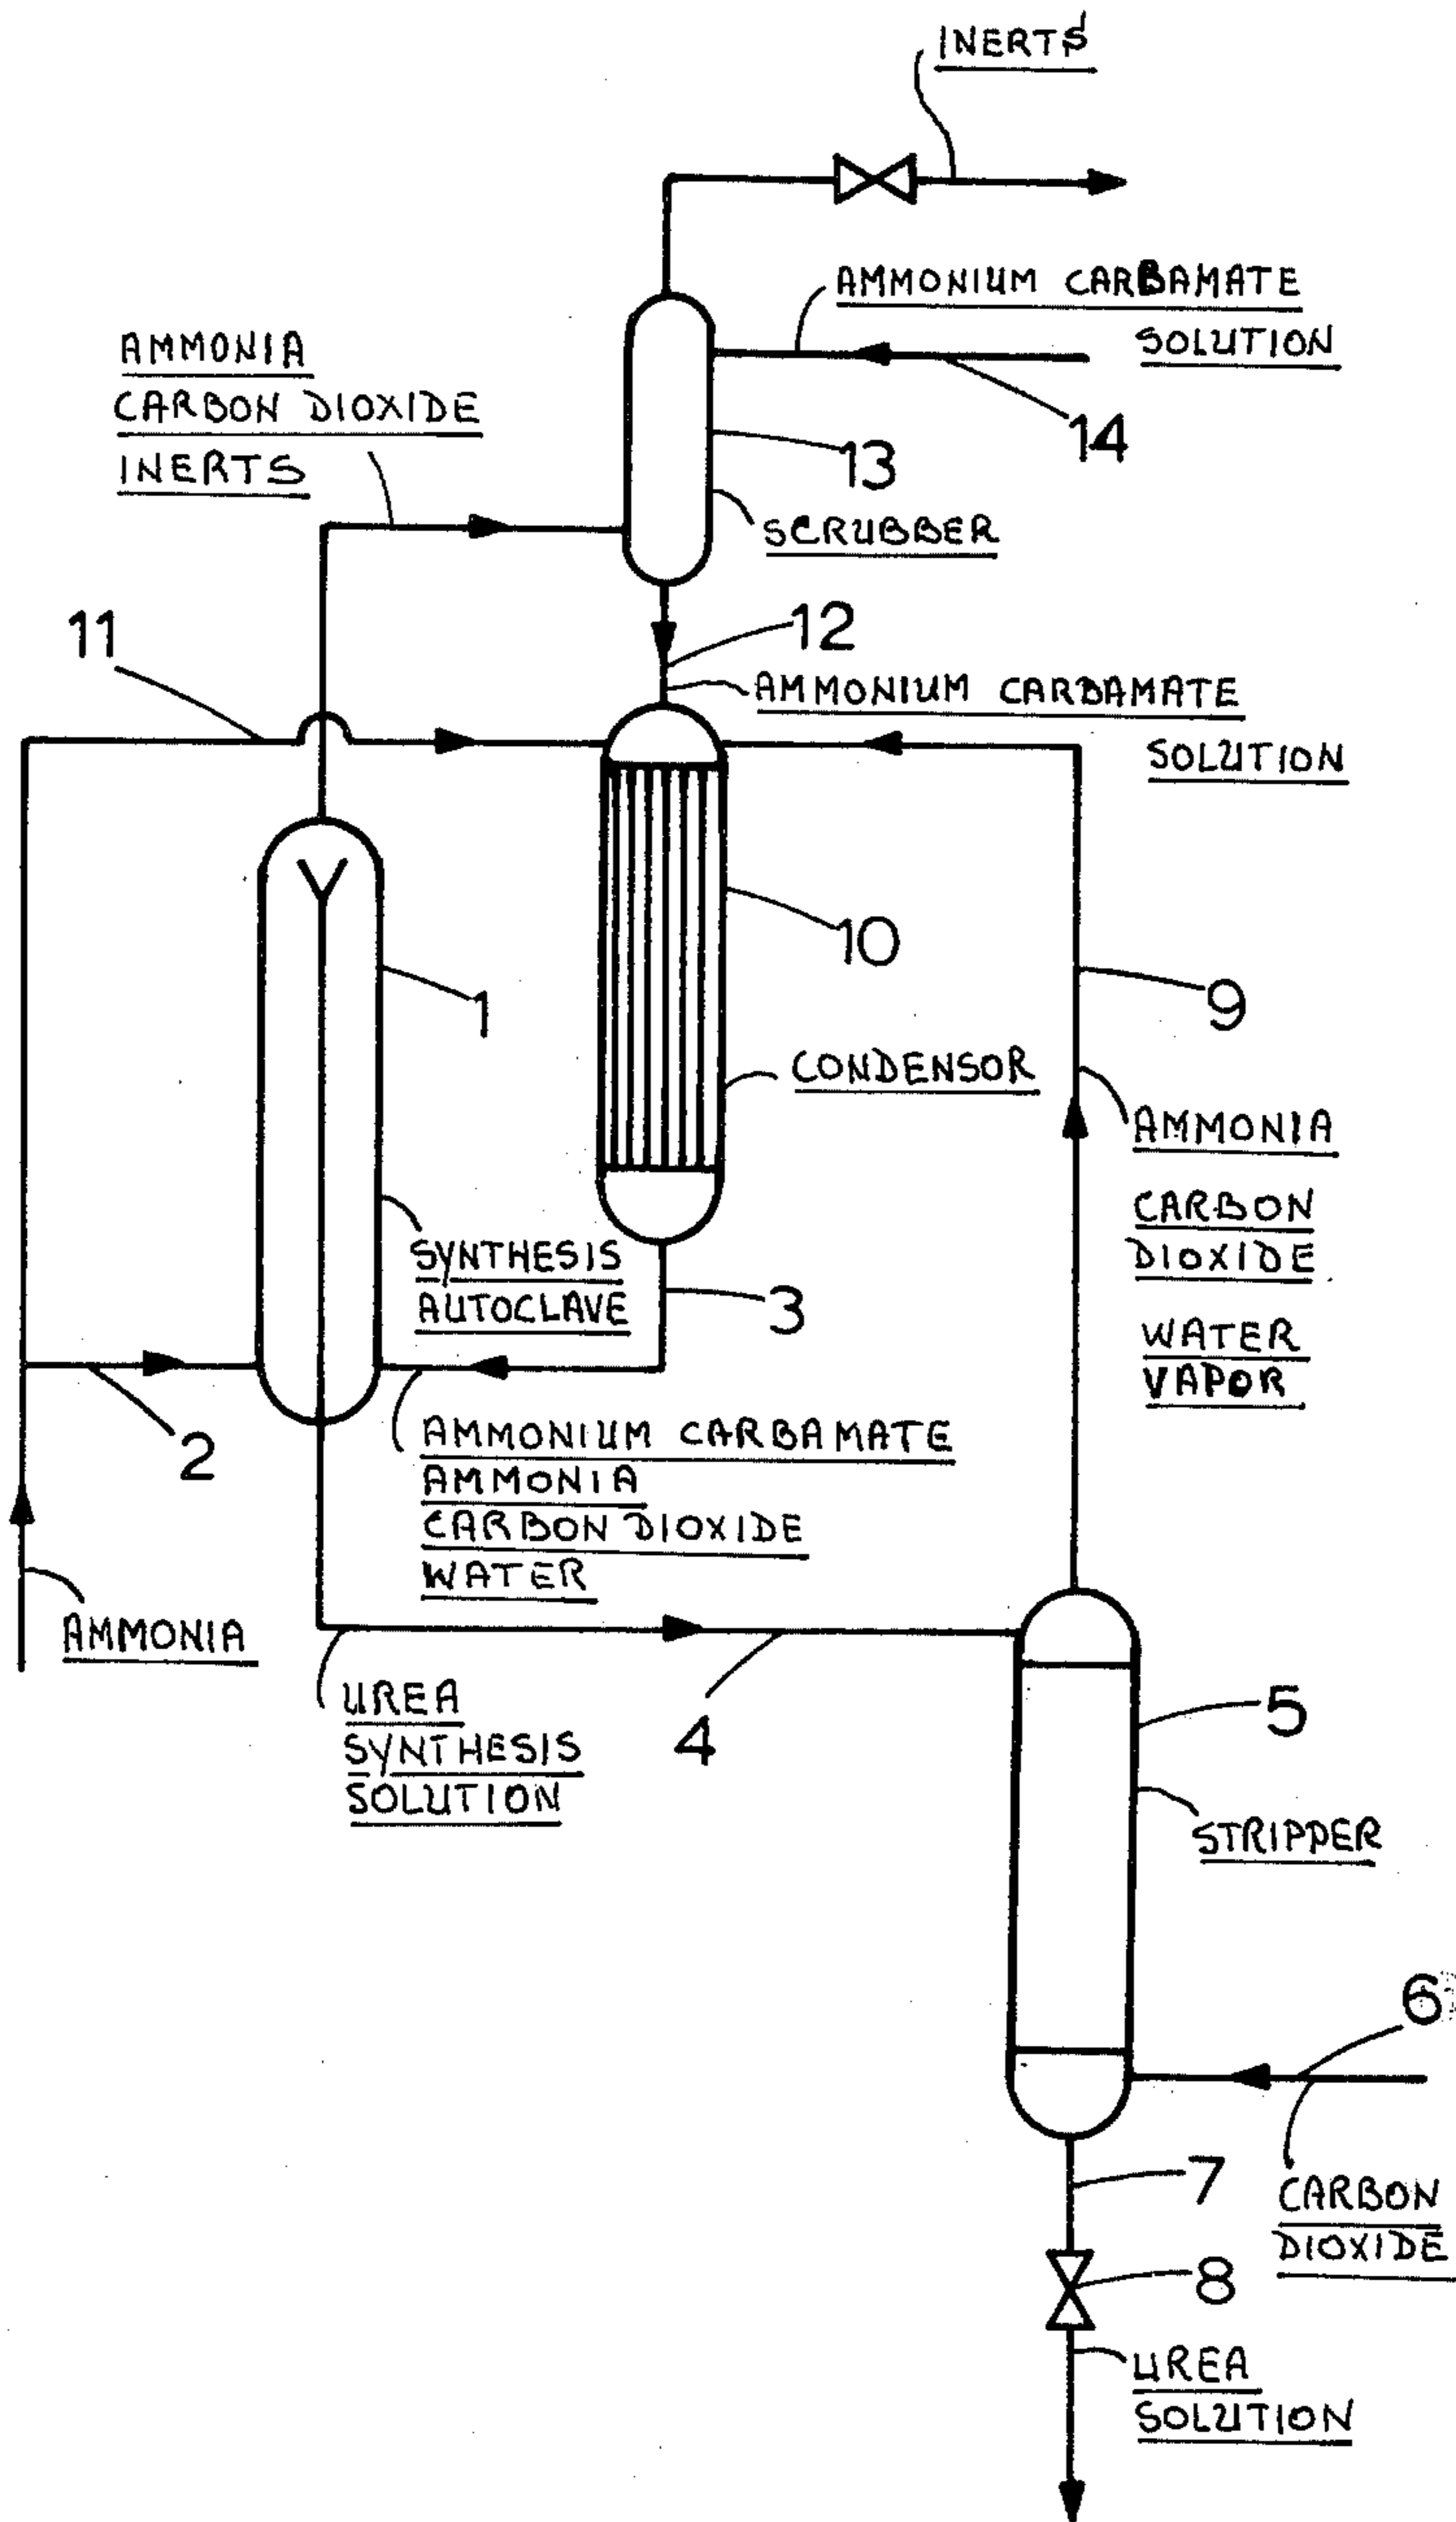 INERTS
AMMONIUM CARBAMATE
SOLUTION
14
AMMONIA
CARBON DIOXIDE
INERTS
13
SCRUBBER
11
12
AMMONIUM CARBAMATE
SOLUTION
10
1
9
CONDENSOR
AMMONIA
CARBON
DIOXIDE
WATER
VAPOR
SYNTHESIS
AUTOCLAVE
3
2
AMMONIUM CARBAMATE
AMMONIA
CARBON DIOXIDE
WATER
AMMONIA
UREA
SYNTHESIS
SOLUTION
4
5
STRIPPER
6
7
CARBON
DIOXIDE
8
UREA
SOLUTION